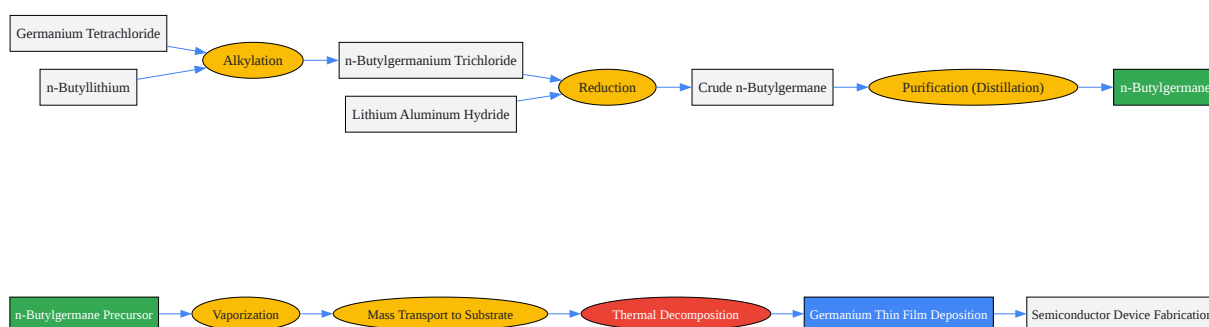 Germanium Tetrachloride
n-Butyllithium
Alkylation
n-Butylgermanium Trichloride
Lithium Aluminum Hydride
Reduction
Crude n-Butylgermane
Purification (Distillation)
n-Butylgermane
n-Butylgermane Precursor
Vaporization
Mass Transport to Substrate
Thermal Decomposition
Germanium Thin Film Deposition
Semiconductor Device Fabrication